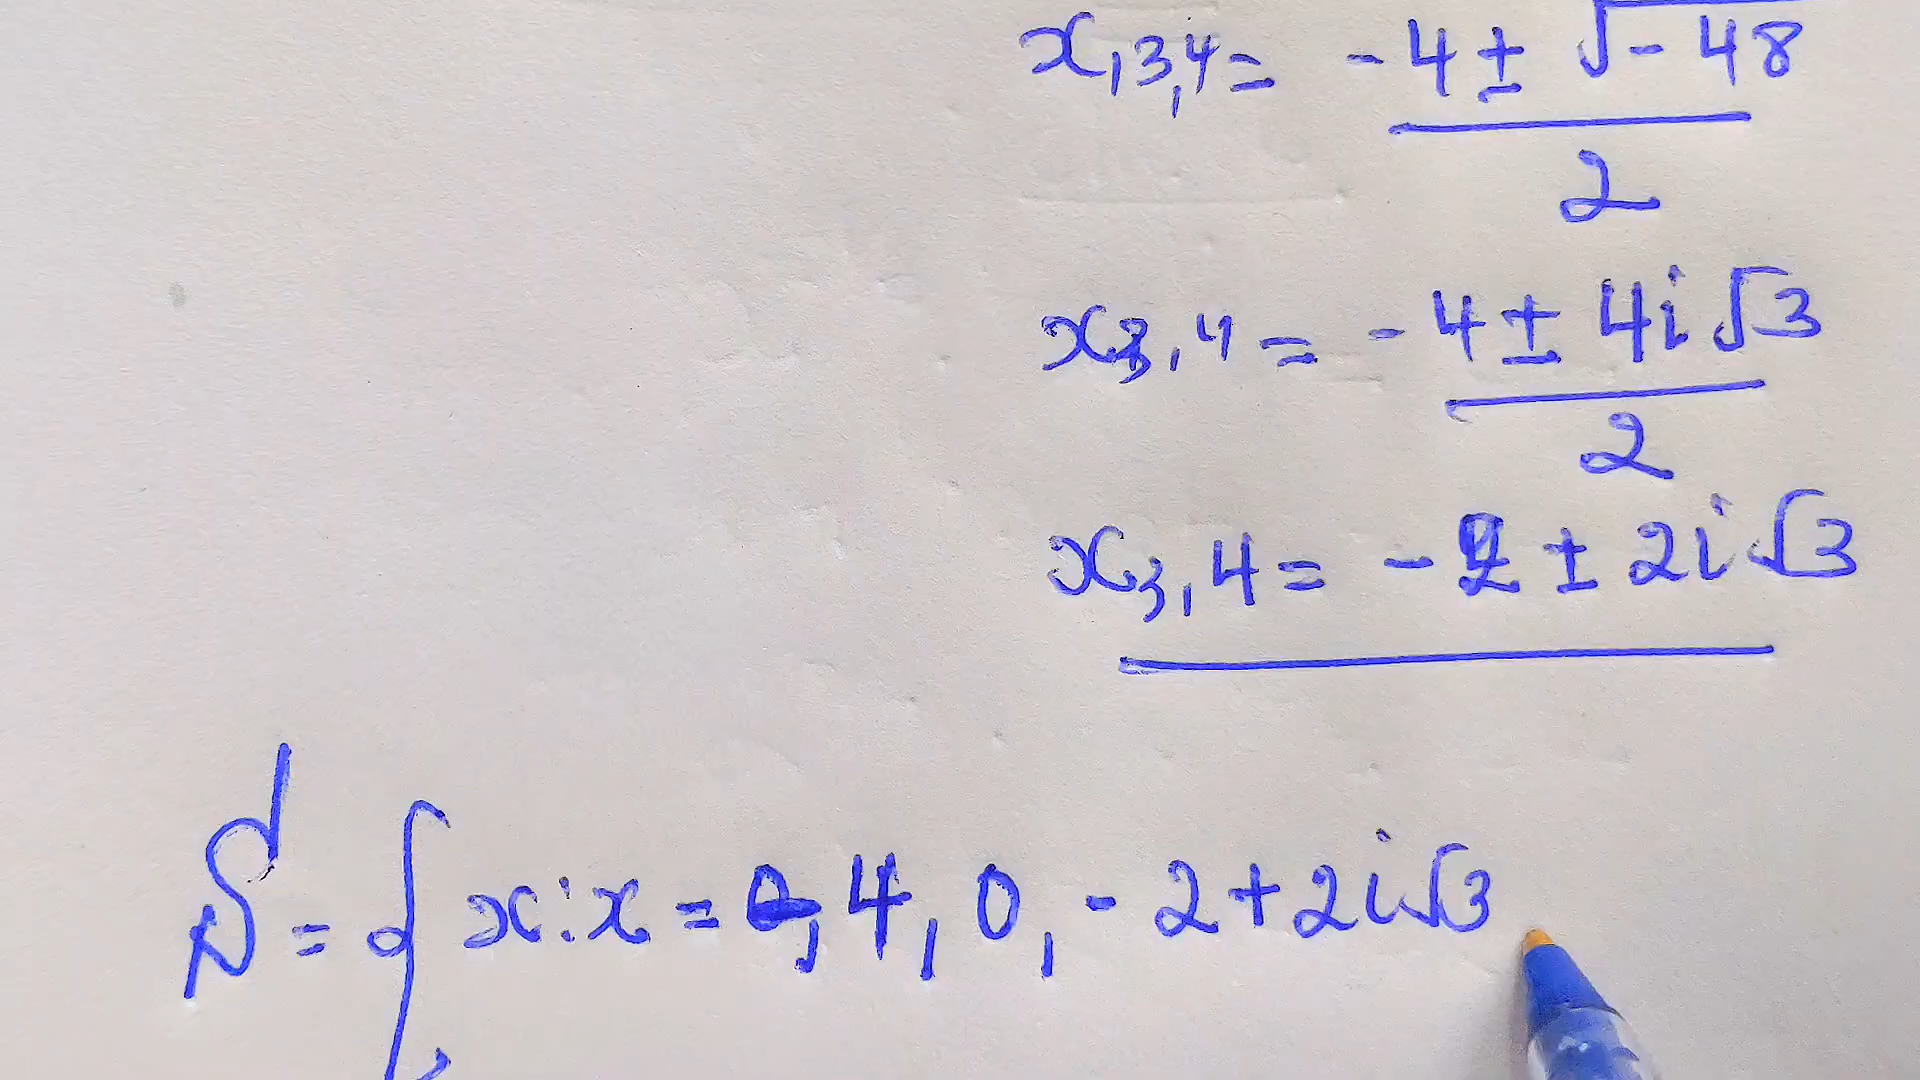 x,3,4 = -4 ± √-48
2
x3,4 = -4 ± 4i√3
2
x3,4 = -2 ± 2i√3
S = { x:x = 4, 0, -2+2i√3